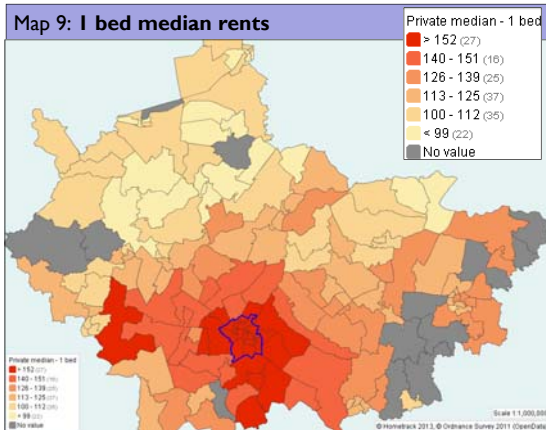 Map 9: 1 bed median rents
Private median - 1 bed
> 152 (27)
140 - 151 (16)
126 - 139 (25)
113 - 125 (37)
100 - 112 (35)
< 99 (22)
No value
Private median - 1 bed
> 152 (27)
140 - 151 (16)
126 - 139 (25)
113 - 125 (37)
100 - 112 (35)
< 99 (22)
No value
Scale 1:1,000,000
© Hometrack 2013, © Ordnance Survey 2011 (OpenData